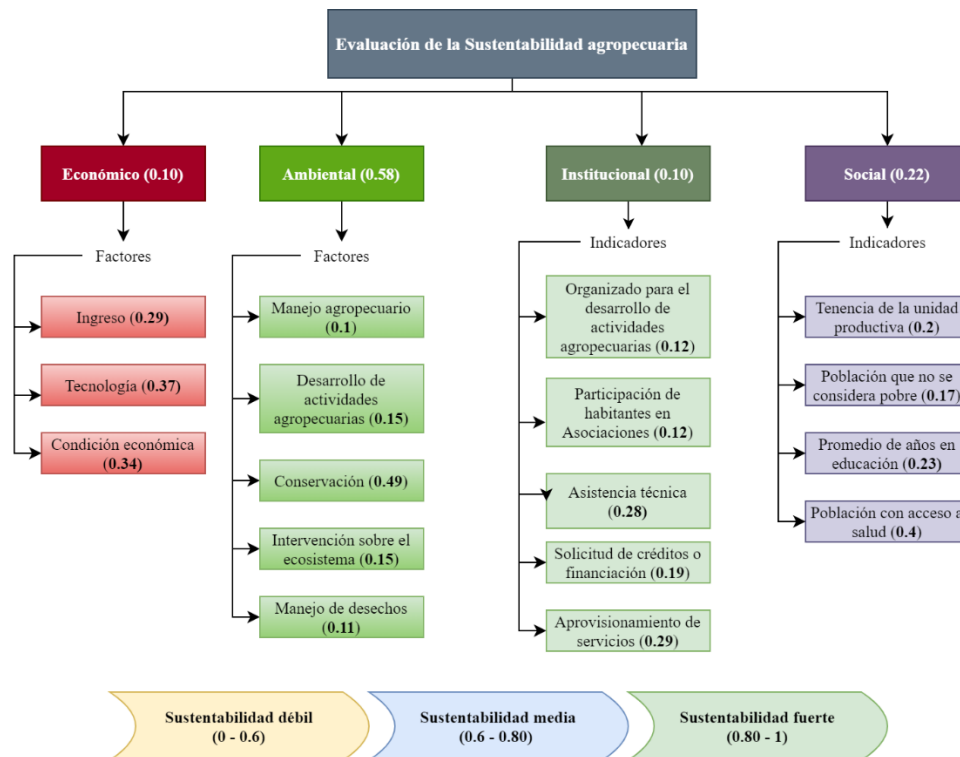 Evaluación de la Sustentabilidad agropecuaria
Económico (0.10)
Factores
Ingreso (0.29)
Tecnología (0.37)
Condición económica
(0.34)
Ambiental (0.58)
Factores
Manejo agropecuario
(0.1)
Desarrollo de
actividades
agropecuarias (0.15)
Conservación (0.49)
Intervención sobre el
ecosistema (0.15)
Manejo de desechos
(0.11)
Institucional (0.10)
Indicadores
Organizado para el
desarrollo de
actividades
agropecuarias (0.12)
Participación de
habitantes en
Asociaciones (0.12)
Asistencia técnica
(0.28)
Solicitud de créditos o
financiación (0.19)
Aprovisionamiento de
servicios (0.29)
Social (0.22)
Indicadores
Tenencia de la unidad
productiva (0.2)
Población que no se
considera pobre (0.17)
Promedio de años en
educación (0.23)
Población con acceso a
salud (0.4)
Sustentabilidad débil
(0 - 0.6)
Sustentabilidad media
(0.6 - 0.80)
Sustentabilidad fuerte
(0.80 - 1)